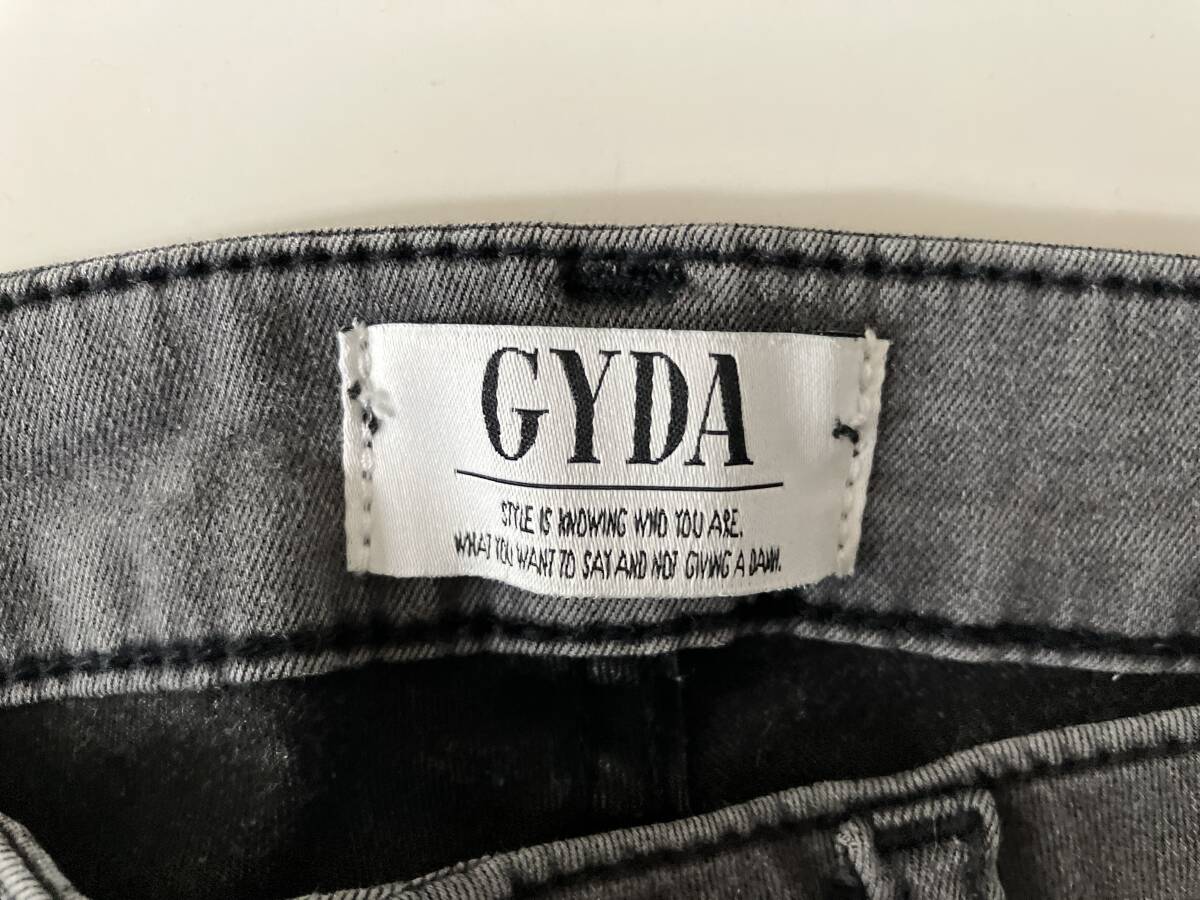 GYDA
STYLE IS KNOWING WHO YOU ARE.
WHAT YOU WANT TO SAY AND NOT GIVING A DAMN.